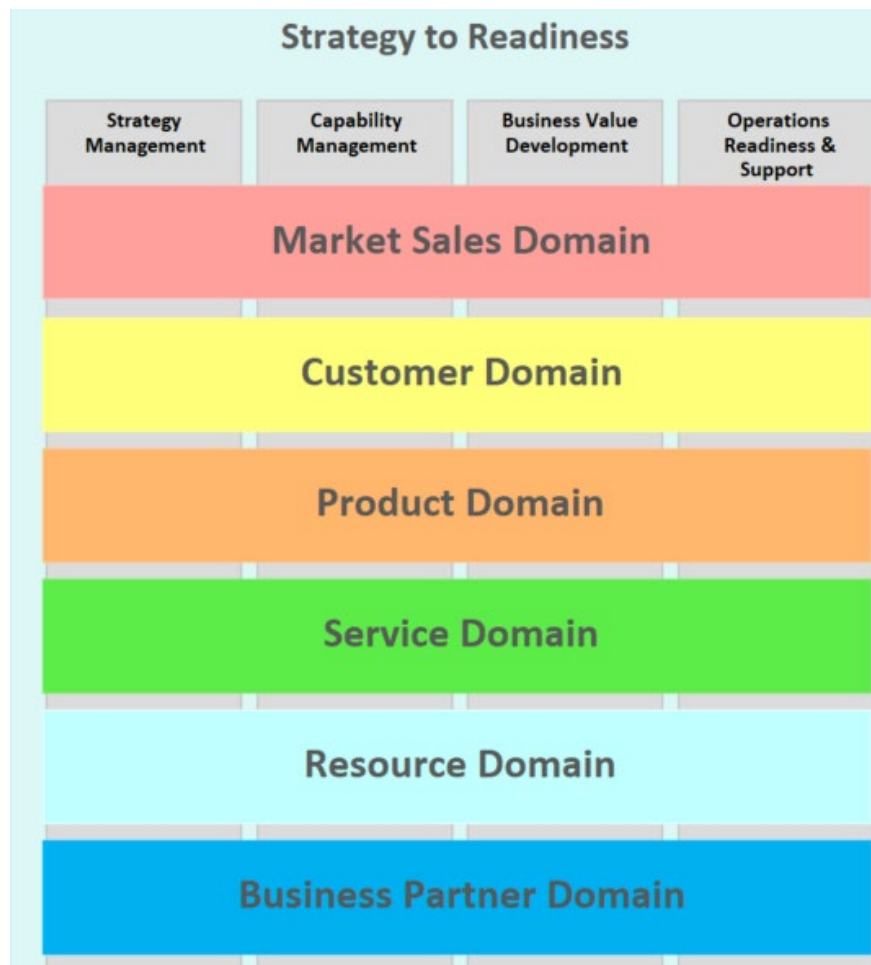 Strategy to Readiness
Strategy
Management
Capability
Management
Business Value
Development
Operations
Readiness &
Support
Market Sales Domain
Customer Domain
Product Domain
Service Domain
Resource Domain
Business Partner Domain